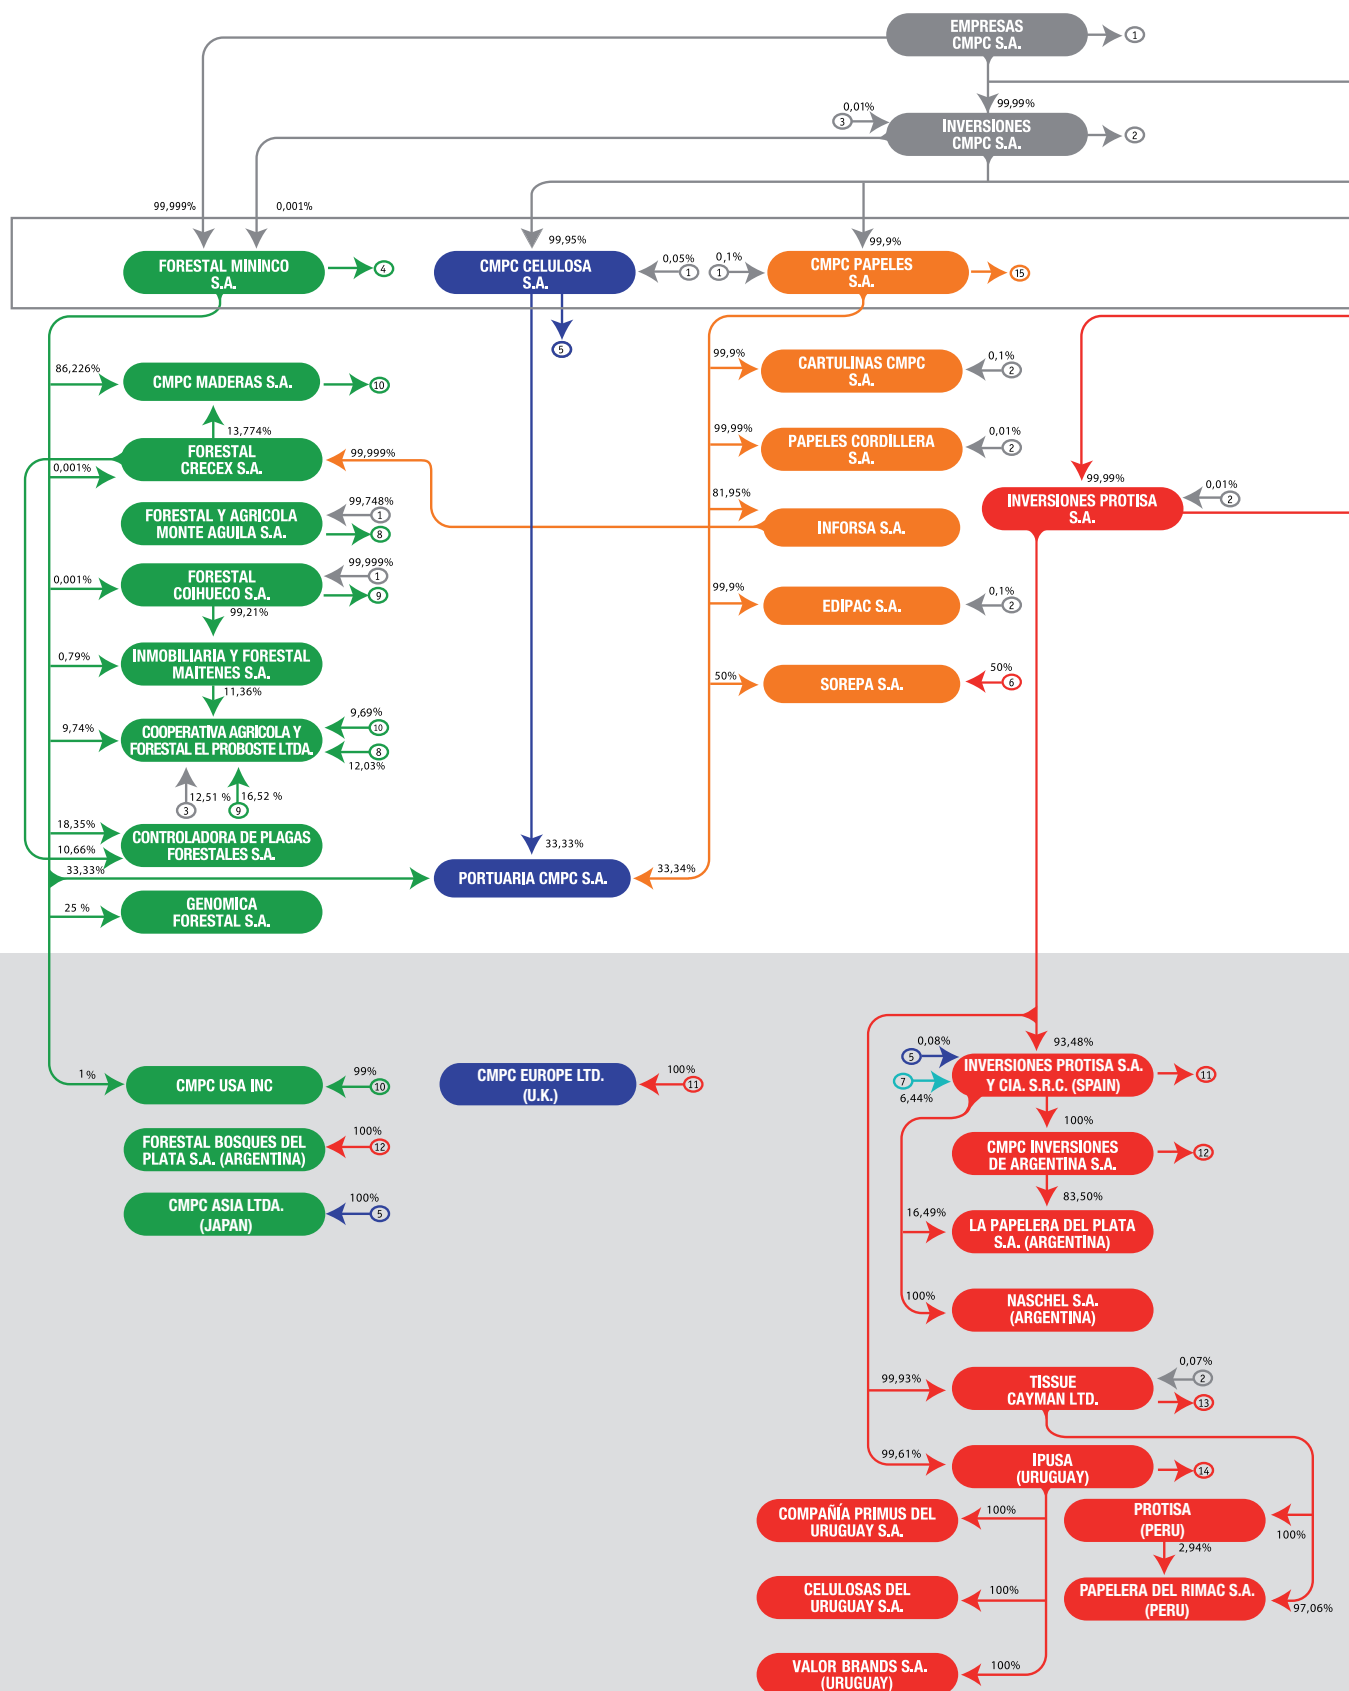 EMPRESAS
CMPC S.A.
1
99,99%
0,01%
3
INVERSIONES
CMPC S.A.
2
99,999%
0,001%
99,95%
99,9%
FORESTAL MININCO
S.A.
4
CMPC CELULOSA
S.A.
0,05%
1
0,1%
1
CMPC PAPELES
S.A.
15
5
86,226%
CMPC MADERAS S.A.
10
13,774%
FORESTAL
CRECEX S.A.
0,001%
99,999%
FORESTAL Y AGRICOLA
MONTE AGUILA S.A.
99,748%
1
8
0,001%
FORESTAL
COIHUECO S.A.
99,999%
1
9
99,21%
0,79%
INMOBILIARIA Y FORESTAL
MAITENES S.A.
11,36%
9,74%
COOPERATIVA AGRÍCOLA Y
FORESTAL EL PROBOSTE LTDA.
9,69%
10
8
12,03%
12,51 %
16,52 %
3
9
18,35%
10,66%
CONTROLADORA DE PLAGAS
FORESTALES S.A.
33,33%
25 %
GENOMICA
FORESTAL S.A.
33,33%
PORTUARIA CMPC S.A.
33,34%
99,9%
CARTULINAS CMPC
S.A.
0,1%
2
99,99%
PAPELES CORDÍLLERA
S.A.
0,01%
2
81,95%
INFORSA S.A.
99,9%
EDIPAC S.A.
0,1%
2
50%
SOREPA S.A.
50%
6
99,99%
INVERSIONES PROTISA
S.A.
0,01%
2
1%
CMPC USA INC
99%
10
FORESTAL BOSQUES DEL
PLATA S.A. (ARGENTINA)
100%
12
CMPC ASIA LTDA.
(JAPAN)
100%
5
CMPC EUROPE LTD.
(U.K.)
100%
11
93,48%
0,08%
5
7
6,44%
INVERSIONES PROTISA S.A.
Y CIA. S.R.C. (SPAIN)
11
100%
CMPC INVERSIONES
DE ARGENTINA S.A.
12
83,50%
16,49%
LA PAPELERA DEL PLATA
S.A. (ARGENTINA)
100%
NASCHEL S.A.
(ARGENTINA)
99,93%
TISSUE
CAYMAN LTD.
0,07%
2
13
99,61%
IPUSA
(URUGUAY)
14
COMPAÑÍA PRIMUS DEL
URUGUAY S.A.
100%
PROTISA
(PERU)
100%
2,94%
CELULOSAS DEL
URUGUAY S.A.
100%
PAPELERA DEL RIMAC S.A.
(PERU)
97,06%
VALOR BRANDS S.A.
(URUGUAY)
100%